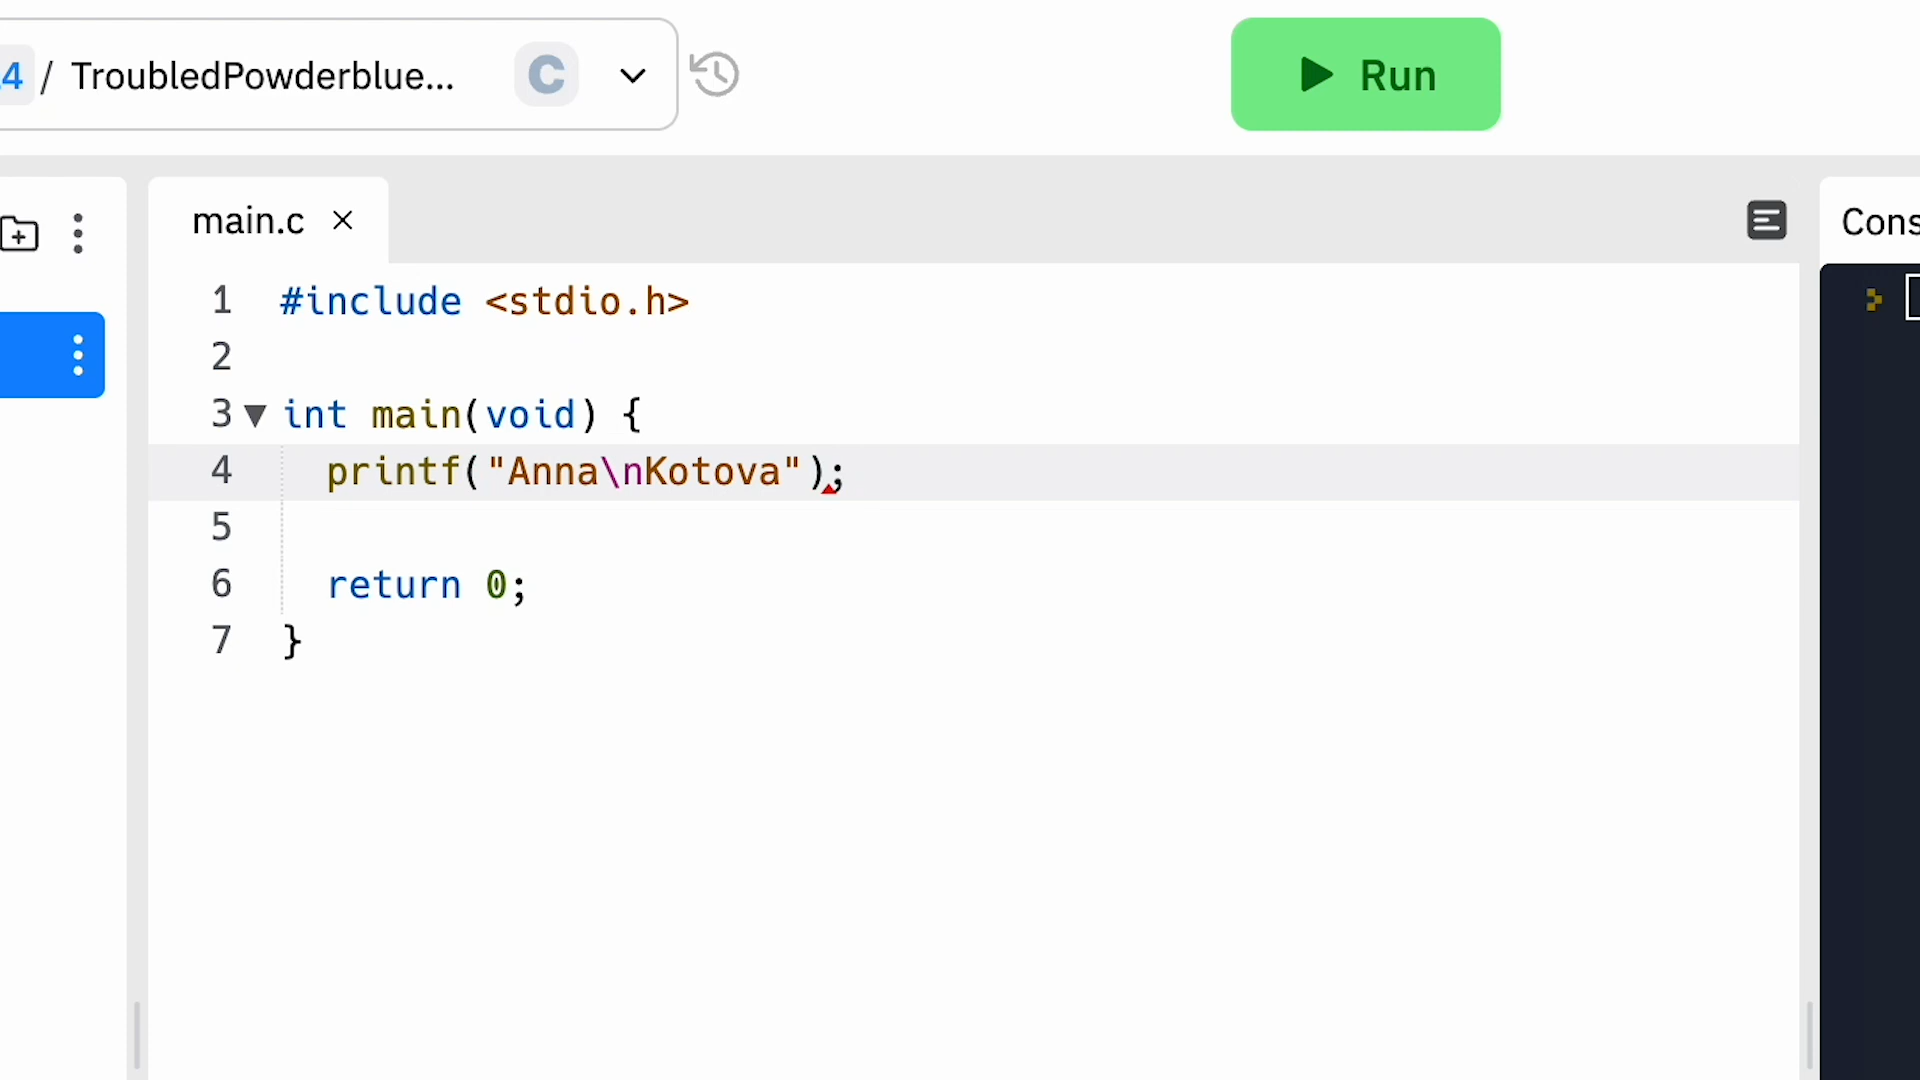 4 / TroubledPowderblue... C
Run
main.c
Cons
1 #include <stdio.h>
2
3 int main(void) {
4 printf("Anna\nKotova");
5
6 return 0;
7 }